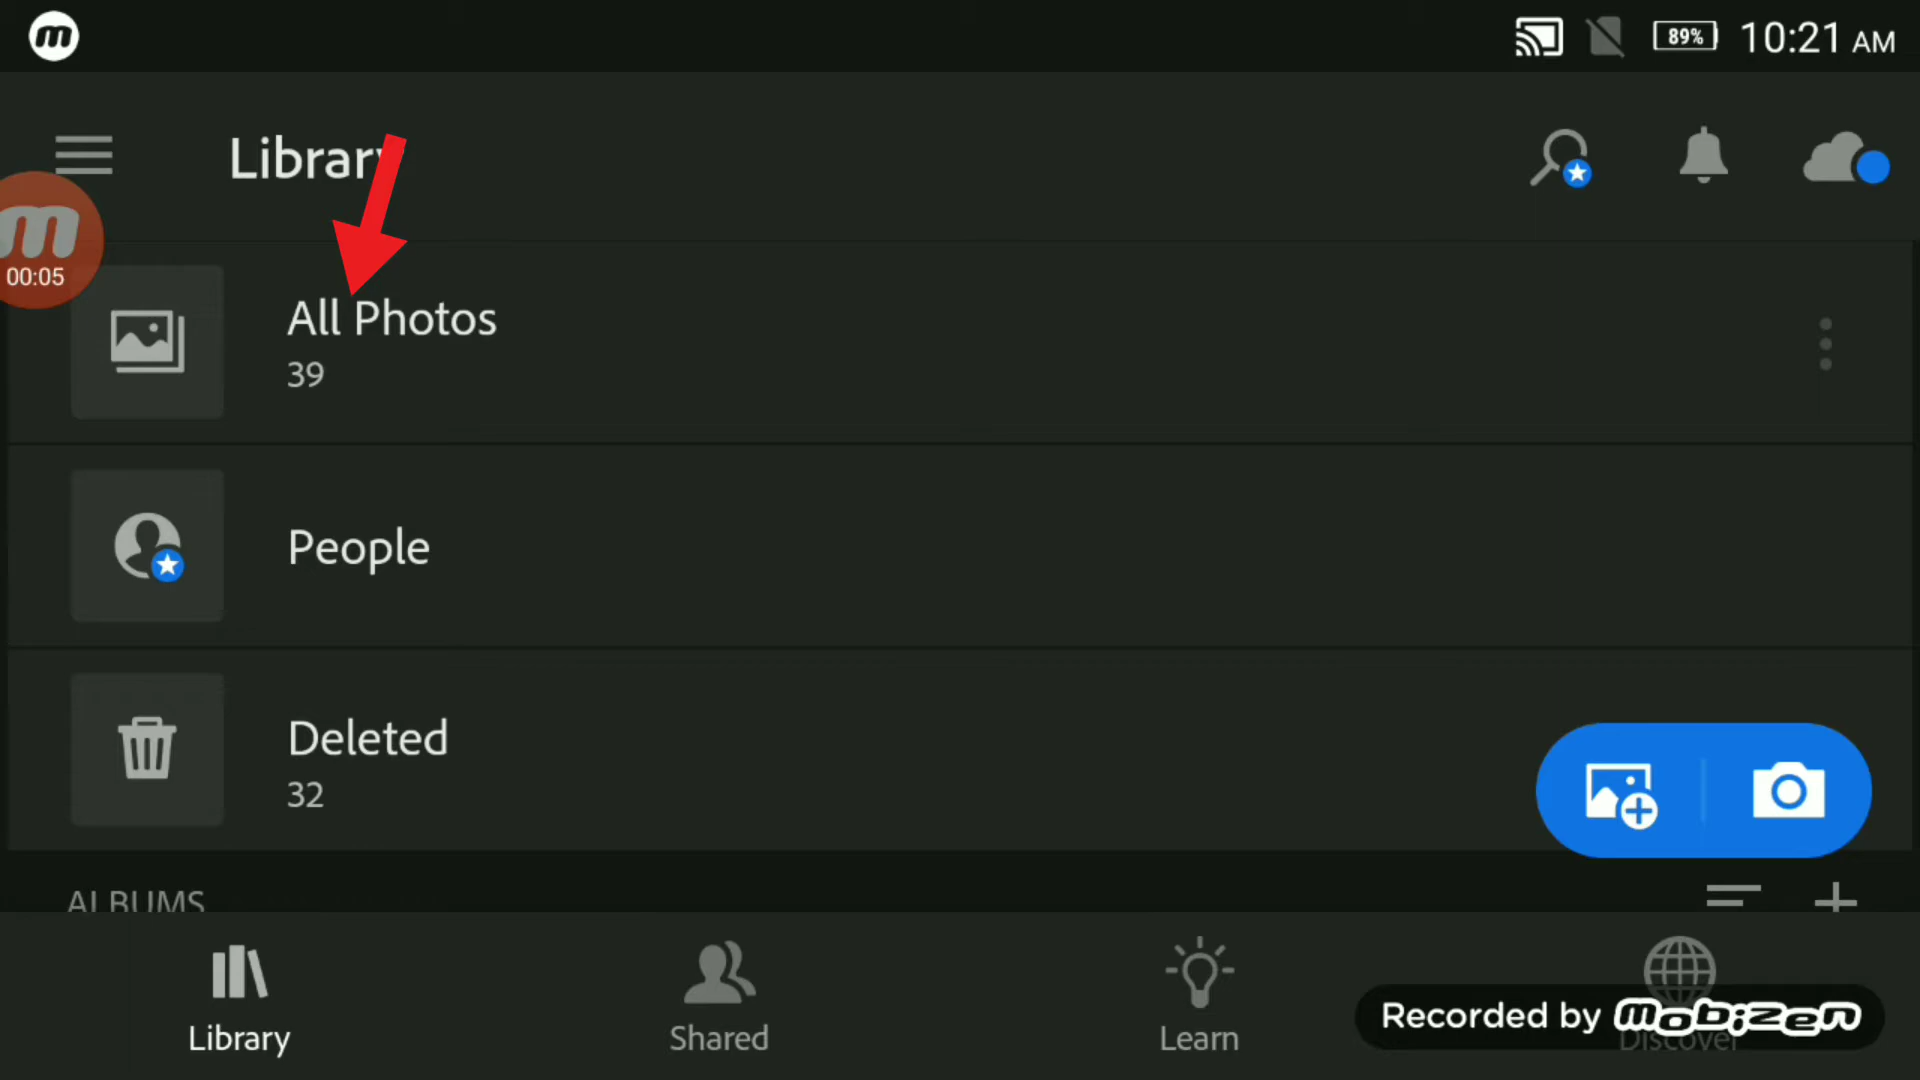 m
89% 10:21 AM
Library
m
00:05
All Photos
39
People
Deleted
32
ALBUMS
Library
Shared
Learn
Discover
Recorded by mobizen